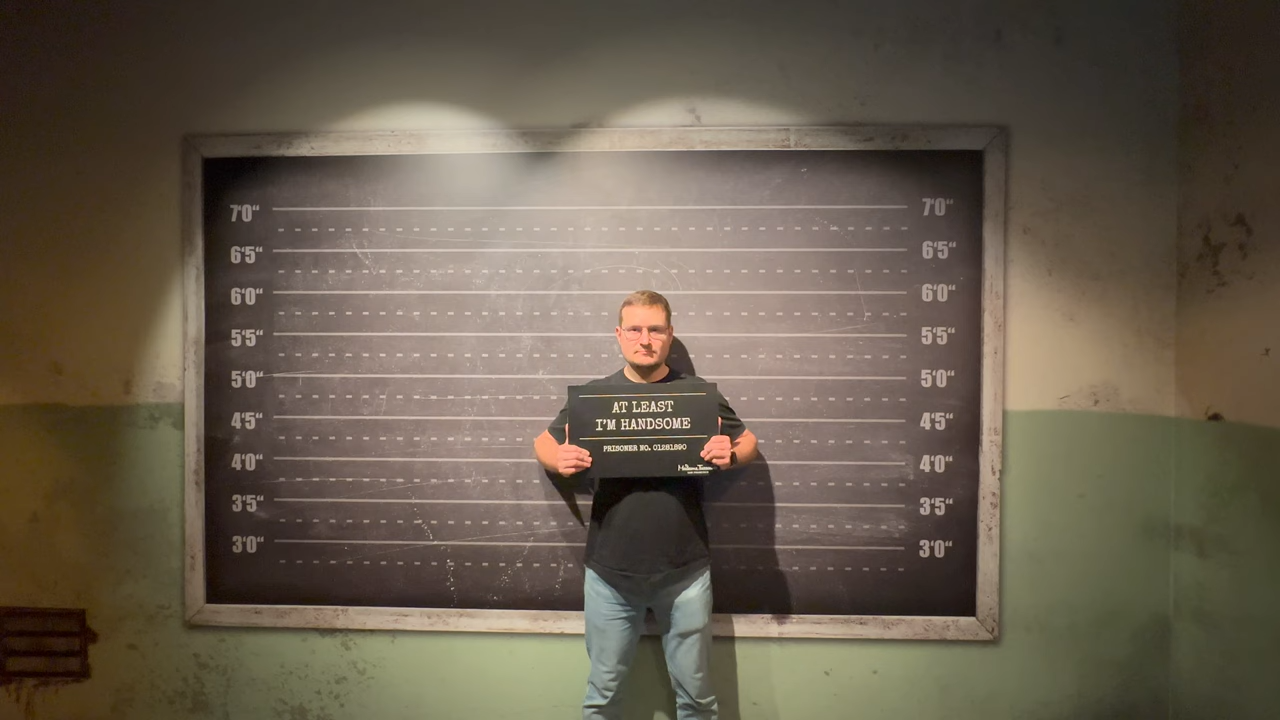 7'0" 7'0"
6'5" 6'5"
6'0" 6'0"
5'5" 5'5"
5'0" 5'0"
4'5" 4'5"
4'0" 4'0"
3'5" 3'5"
3'0" 3'0"
AT LEAST
I'M HANDSOME
PRISONER NO. 01281890
Madame Tussauds